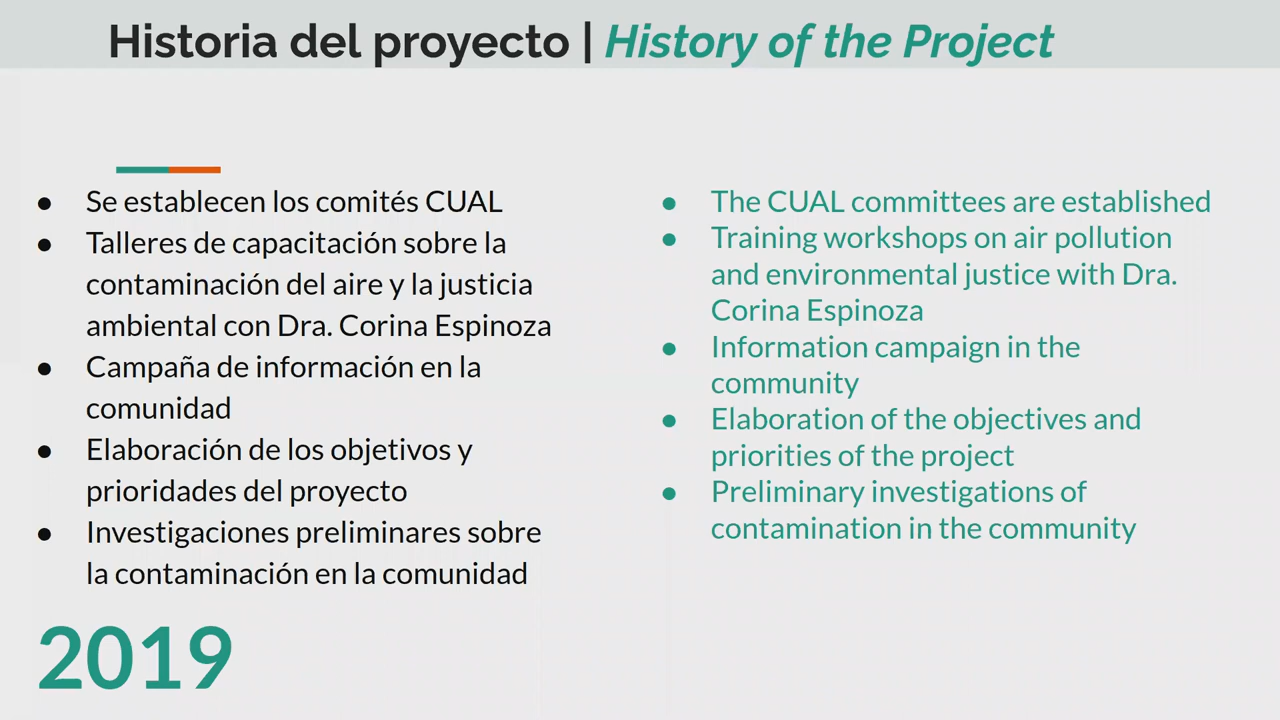 Historia del proyecto | History of the Project
● Se establecen los comités CUAL
● Talleres de capacitación sobre la
contaminación del aire y la justicia
ambiental con Dra. Corina Espinoza
● Campaña de información en la
comunidad
● Elaboración de los objetivos y
prioridades del proyecto
● Investigaciones preliminares sobre
la contaminación en la comunidad
● The CUAL committees are established
● Training workshops on air pollution
and environmental justice with Dra.
Corina Espinoza
● Information campaign in the
community
● Elaboration of the objectives and
priorities of the project
● Preliminary investigations of
contamination in the community
2019